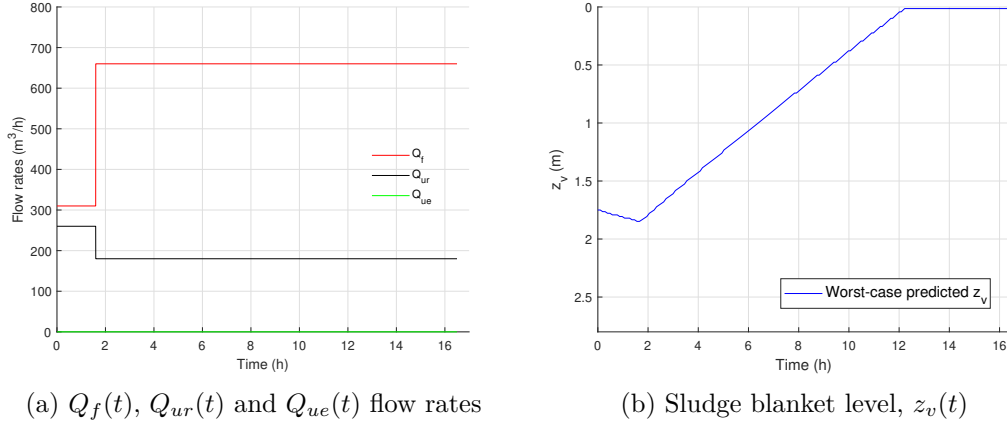 800
700
600
500
400
300
200
100
0
Flow rates (m³/h)
Q_f
Q_ur
Q_ue
0 2 4 6 8 10 12 14 16
Time (h)
(a) Q_f(t), Q_ur(t) and Q_ue(t) flow rates
0
0.5
1
1.5
2
2.5
z_v (m)
Worst-case predicted z_v
0 2 4 6 8 10 12 14 16
Time (h)
(b) Sludge blanket level, z_v(t)